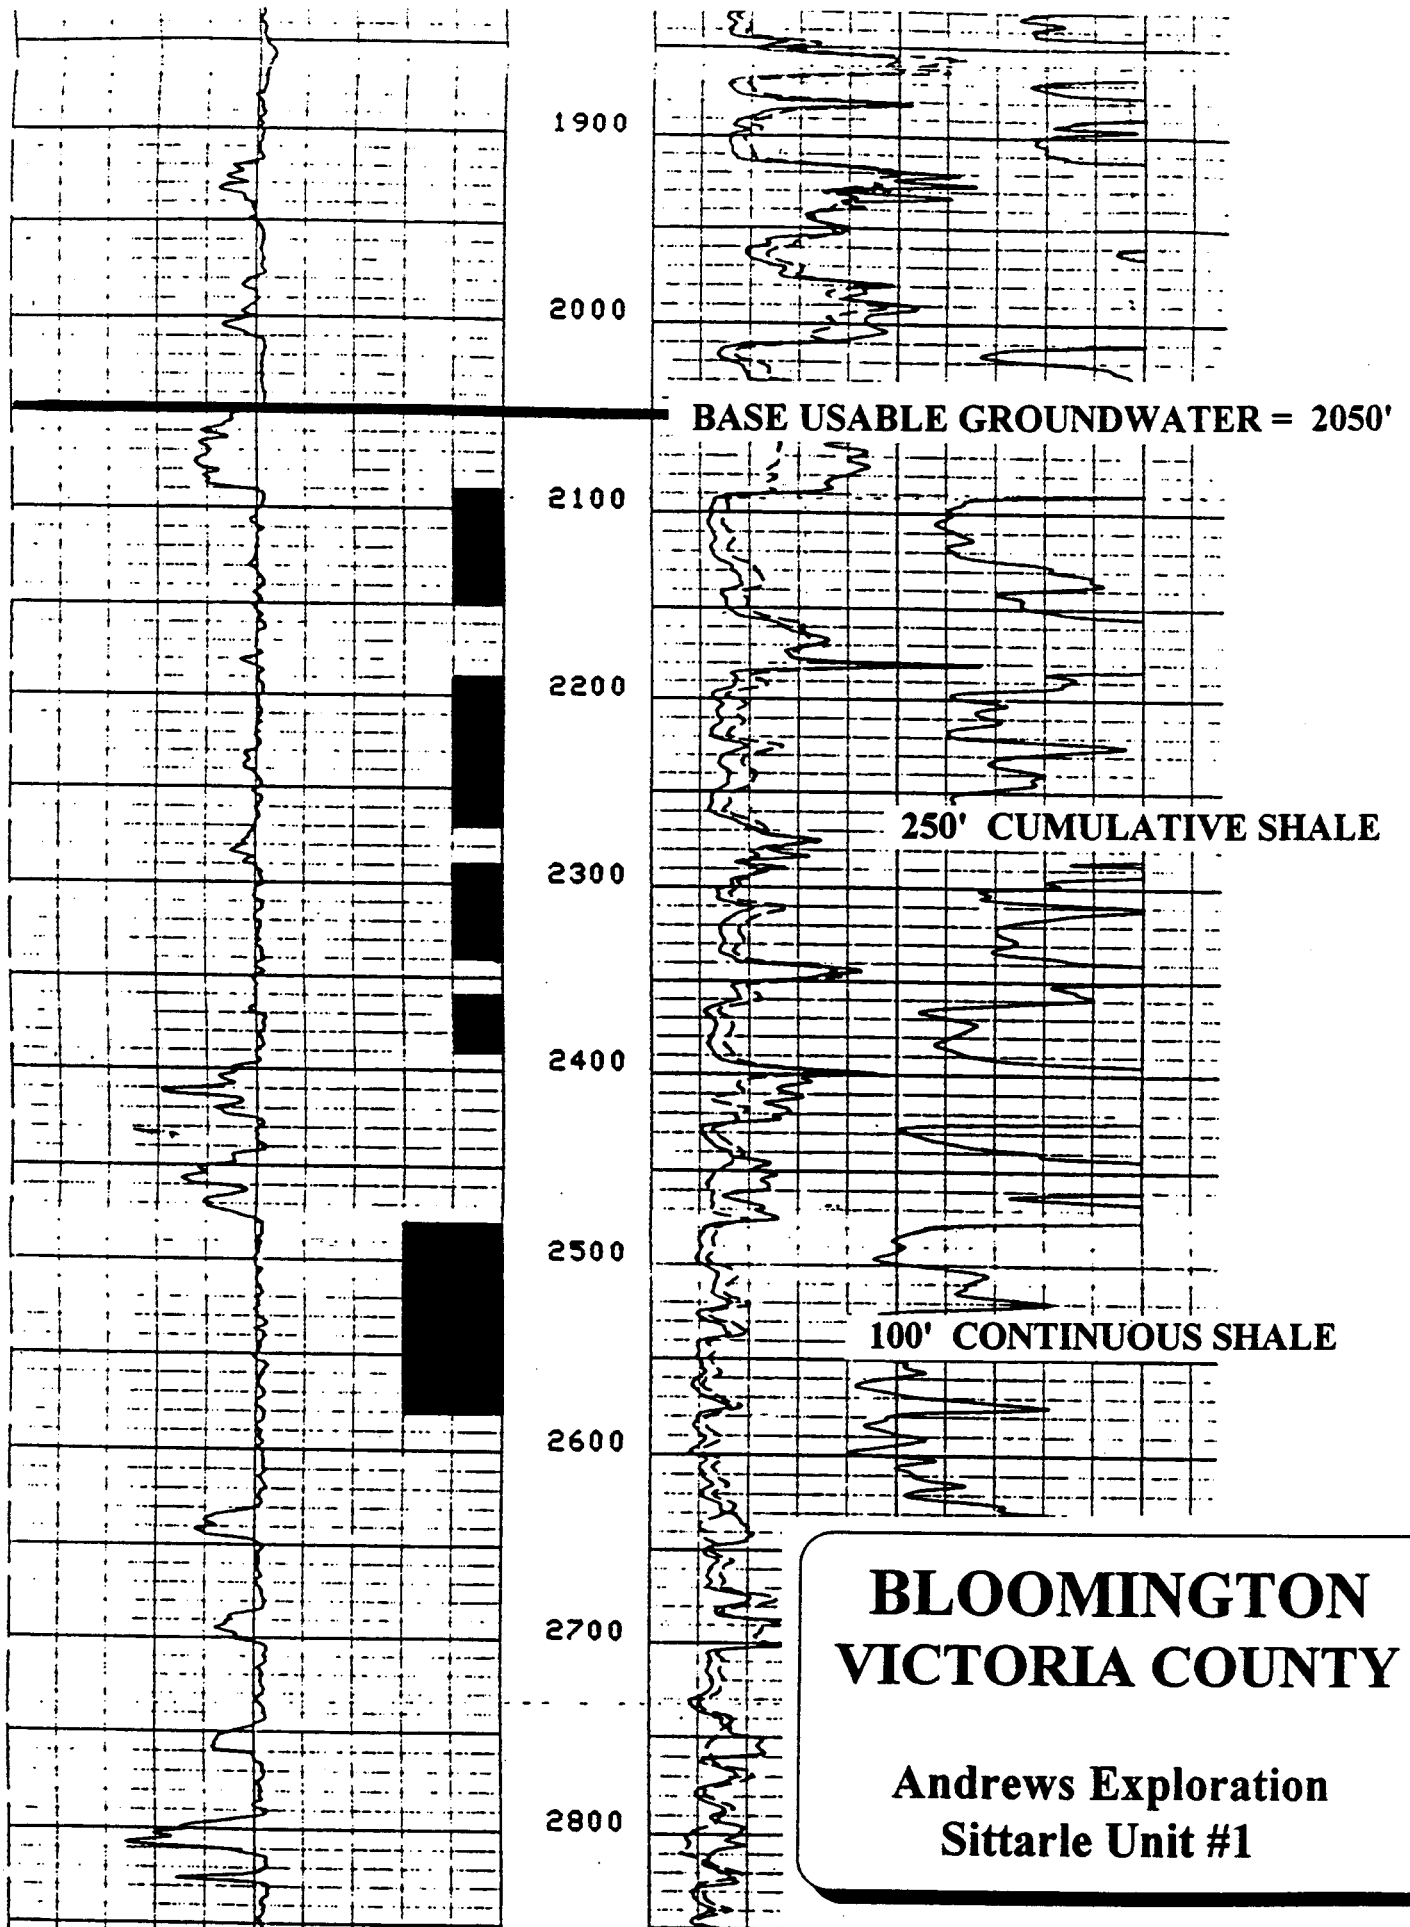 1900
2000
BASE USABLE GROUNDWATER = 2050'
2100
2200
250' CUMULATIVE SHALE
2300
2400
2500
100' CONTINUOUS SHALE
2600
BLOOMINGTON
VICTORIA COUNTY
2700
Andrews Exploration
Sittarle Unit #1
2800